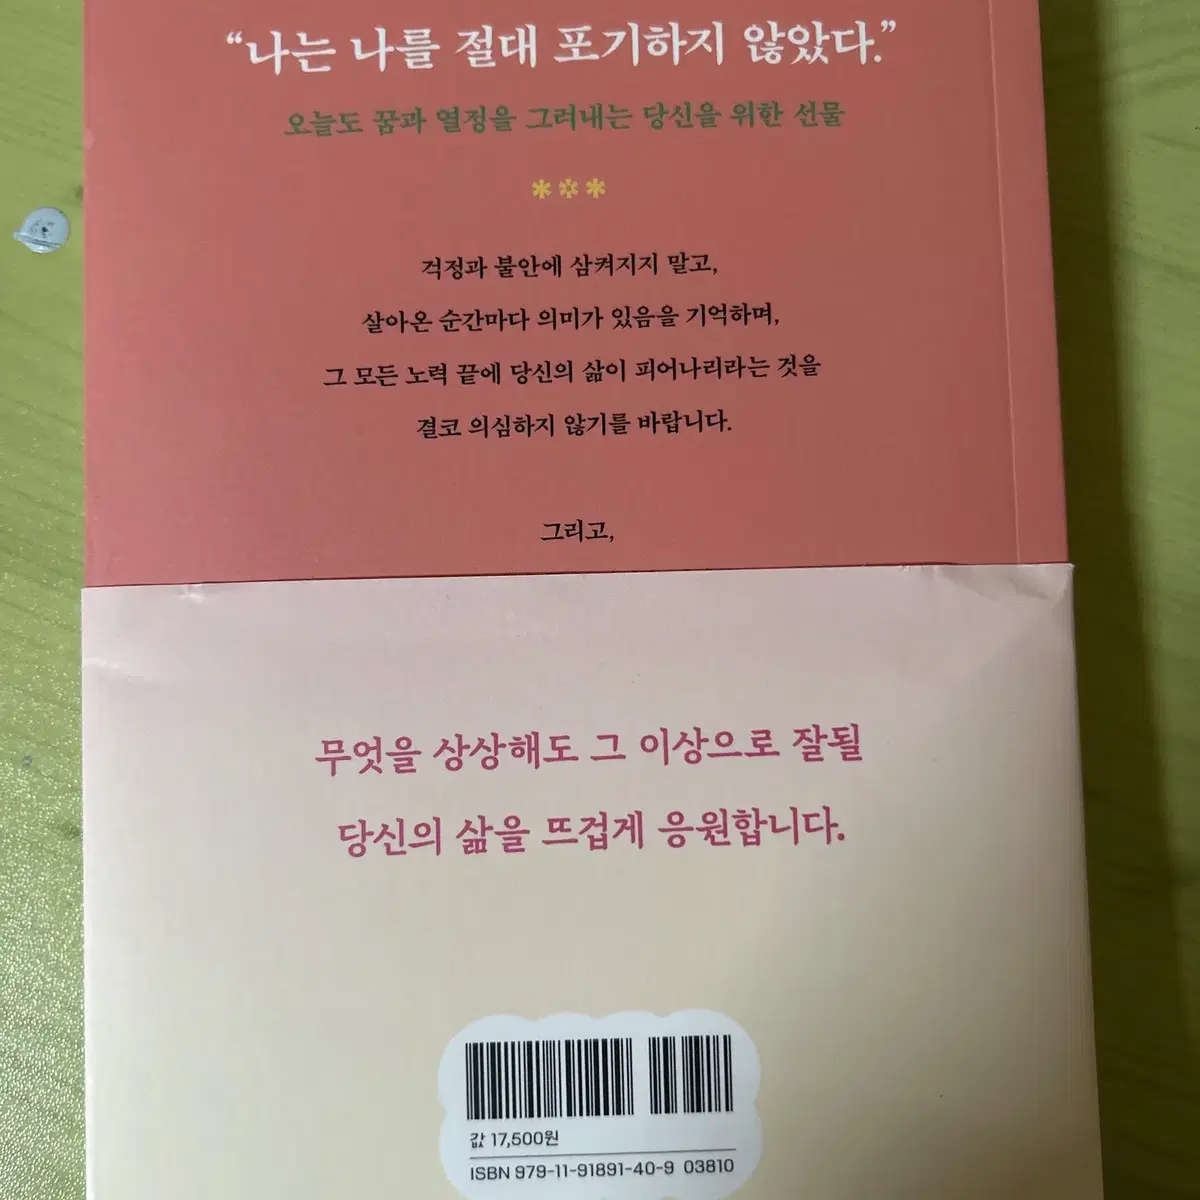 “나는 나를 절대 포기하지 않았다.”
오늘도 꿈과 열정을 그려내는 당신을 위한 선물
걱정과 불안에 삼켜지지 말고,
살아온 순간마다 의미가 있음을 기억하며,
그 모든 노력 끝에 당신의 삶이 피어나리라는 것을
결코 의심하지 않기를 바랍니다.
그리고,
무엇을 상상해도 그 이상으로 잘될
당신의 삶을 뜨겁게 응원합니다.
값 17,500원
ISBN 979-11-91891-40-9 03810